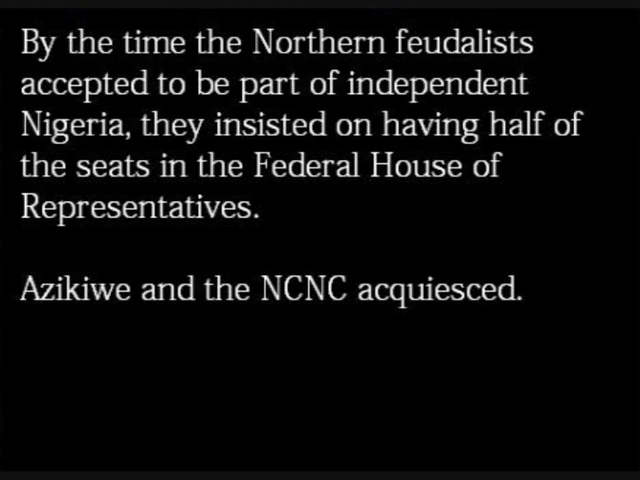 By the time the Northern feudalists
accepted to be part of independent
Nigeria, they insisted on having half of
the seats in the Federal House of
Representatives.
Azikiwe and the NCNC acquiesced.